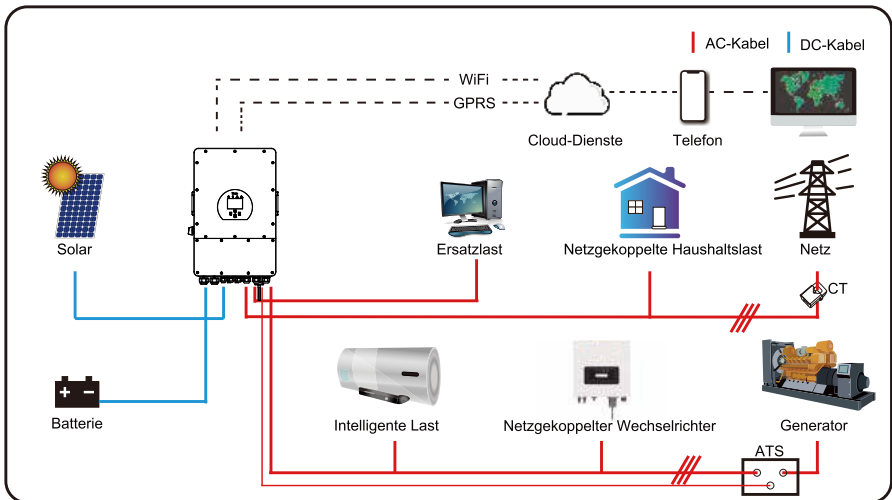 AC-Kabel
DC-Kabel
WiFi
GPRS
Cloud-Dienste
Telefon
Solar
Ersatzlast
Netzgekoppelte Haushaltslast
Netz
CT
Batterie
Intelligente Last
Netzgekoppelter Wechselrichter
Generator
ATS